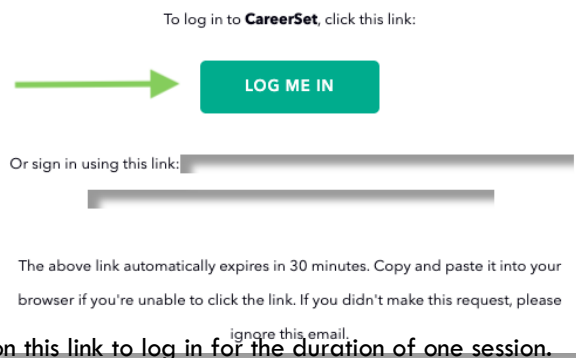 To log in to CareerSet, click this link:
LOG ME IN
Or sign in using this link:
The above link automatically expires in 30 minutes. Copy and paste it into your
browser if you're unable to click the link. If you didn't make this request, please
ignore this email.
on this link to log in for the duration of one session.